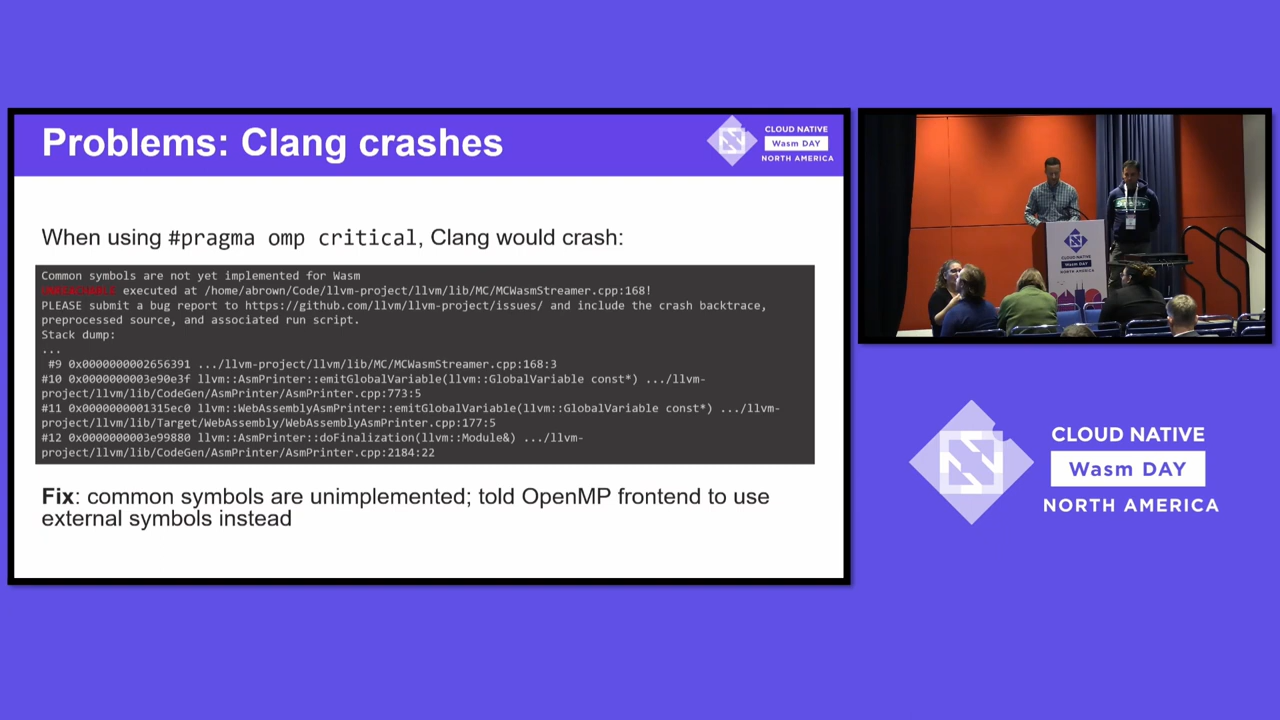 Problems: Clang crashes
CLOUD NATIVE
Wasm DAY
NORTH AMERICA
When using #pragma omp critical, Clang would crash:
Common symbols are not yet implemented for Wasm
executed at /home/abrown/Code/llvm-project/llvm/lib/MC/MCWasmStreamer.cpp:168!
PLEASE submit a bug report to https://github.com/llvm/llvm-project/issues/ and include the crash backtrace,
preprocessed source, and associated run script.
Stack dump:
...
#9 0x0000000002656391 .../llvm-project/llvm/lib/MC/MCWasmStreamer.cpp:168:3
#10 0x0000000003e90e3f llvm::AsmPrinter::emitGlobalVariable(llvm::GlobalVariable const*) .../llvm-
project/llvm/lib/CodeGen/AsmPrinter/AsmPrinter.cpp:773:5
#11 0x0000000001315ec0 llvm::WebAssemblyAsmPrinter::emitGlobalVariable(llvm::GlobalVariable const*) .../llvm-
project/llvm/lib/Target/WebAssembly/WebAssemblyAsmPrinter.cpp:177:5
#12 0x0000000003e99880 llvm::AsmPrinter::doFinalization(llvm::Module&) .../llvm-
project/llvm/lib/CodeGen/AsmPrinter/AsmPrinter.cpp:2184:22
Fix: common symbols are unimplemented; told OpenMP frontend to use
external symbols instead
CLOUD NATIVE
Wasm DAY
NORTH AMERICA
CLOUD NATIVE
Wasm DAY
NORTH AMERICA